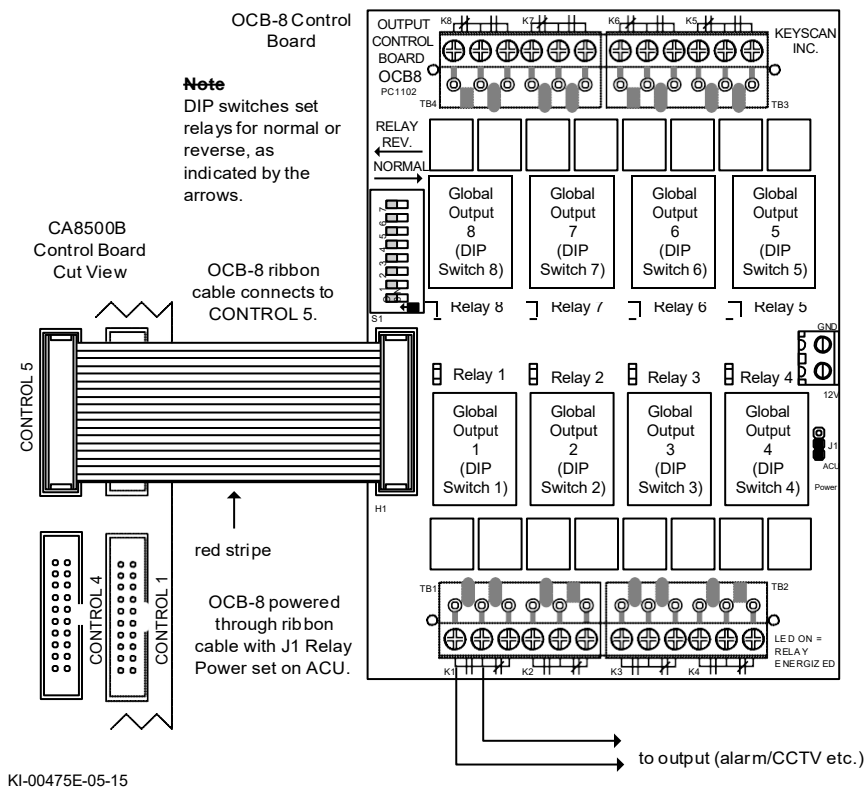 OCB-8 Control
Board
Note
DIP switches set
relays for normal or
reverse, as
indicated by the
arrows.
CA8500B
Control Board
Cut View
OCB-8 ribbon
cable connects to
CONTROL 5.
OUTPUT
CONTROL
BOARD
OCB8
PC1102
K8
K7
K6
K5
KEYSCAN
INC.
TB4
TB3
RELAY
REV.
NORMAL
7
6
5
4
3
2
1
S1
Global
Output
8
(DIP
Switch 8)
Global
Output
7
(DIP
Switch 7)
Global
Output
6
(DIP
Switch 6)
Global
Output
5
(DIP
Switch 5)
Relay 8
Relay 7
Relay 6
Relay 5
GND
12V
Relay 1
Relay 2
Relay 3
Relay 4
Global
Output
1
(DIP
Switch 1)
Global
Output
2
(DIP
Switch 2)
Global
Output
3
(DIP
Switch 3)
Global
Output
4
(DIP
Switch 4)
J1
ACU
Power
CONTROL 5
H1
red stripe
CONTROL 4
CONTROL 1
OCB-8 powered
through ribbon
cable with J1 Relay
Power set on ACU.
TB1
TB2
K1
K2
K3
K4
LED ON =
RELAY
ENERGIZED
to output (alarm/CCTV etc.)
KI-00475E-05-15